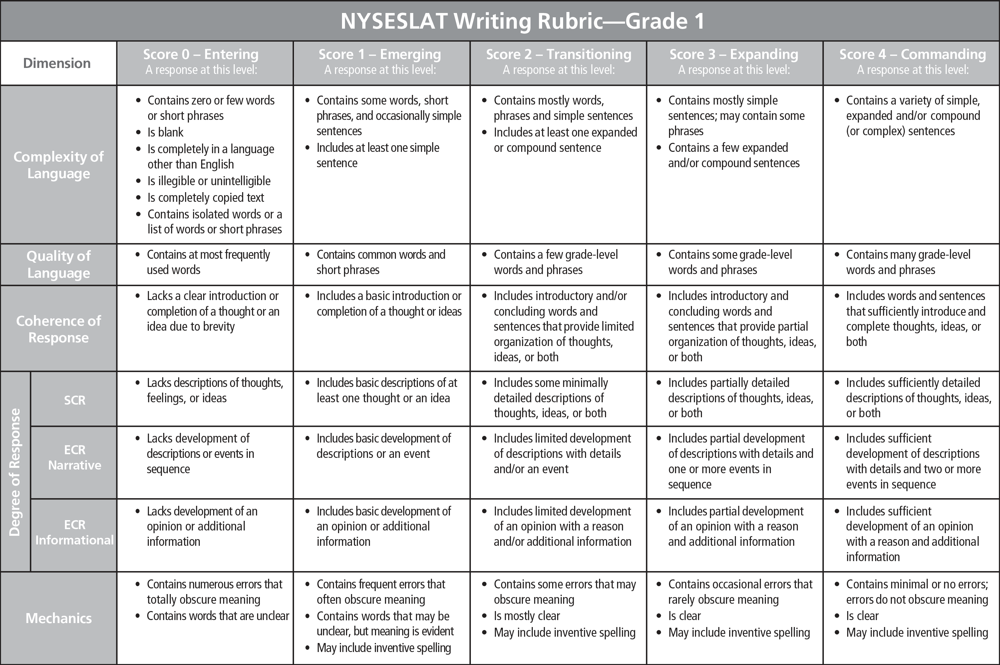 NYSESLAT Writing Rubric—Grade 1
Dimension
Score 0 – Entering
A response at this level:
Score 1 – Emerging
A response at this level:
Score 2 – Transitioning
A response at this level:
Score 3 – Expanding
A response at this level:
Score 4 – Commanding
A response at this level:
Complexity of
Language
• Contains zero or few words
or short phrases
• Is blank
• Is completely in a language
other than English
• Is illegible or unintelligible
• Is completely copied text
• Contains isolated words or a
list of words or short phrases
• Contains some words, short
phrases, and occasionally simple
sentences
• Includes at least one simple
sentence
• Contains mostly words,
phrases and simple sentences
• Includes at least one expanded
or compound sentence
• Contains mostly simple
sentences; may contain some
phrases
• Contains a few expanded
and/or compound sentences
• Contains a variety of simple,
expanded and/or compound
(or complex) sentences
Quality of
Language
• Contains at most frequently
used words
• Contains common words and
short phrases
• Contains a few grade-level
words and phrases
• Contains some grade-level
words and phrases
• Contains many grade-level
words and phrases
Coherence of
Response
• Lacks a clear introduction or
completion of a thought or an
idea due to brevity
• Includes a basic introduction or
completion of a thought or ideas
• Includes introductory and/or
concluding words and
sentences that provide limited
organization of thoughts,
ideas, or both
• Includes introductory and
concluding words and
sentences that provide partial
organization of thoughts, ideas,
or both
• Includes words and sentences
that sufficiently introduce and
complete thoughts, ideas, or
both
Degree of Response
SCR
• Lacks descriptions of thoughts,
feelings, or ideas
• Includes basic descriptions of at
least one thought or an idea
• Includes some minimally
detailed descriptions of
thoughts, ideas, or both
• Includes partially detailed
descriptions of thoughts, ideas,
or both
• Includes sufficiently detailed
descriptions of thoughts, ideas,
or both
ECR
Narrative
• Lacks development of
descriptions or events in
sequence
• Includes basic development of
descriptions or an event
• Includes limited development
of descriptions with details
and/or an event
• Includes partial development
of descriptions with details and
one or more events in
sequence
• Includes sufficient
development of descriptions
with details and two or more
events in sequence
ECR
Informational
• Lacks development of an
opinion or additional
information
• Includes basic development of
an opinion or additional
information
• Includes limited development
of an opinion with a reason
and/or additional information
• Includes partial development
of an opinion with a reason
and additional information
• Includes sufficient
development of an opinion
with a reason and additional
information
Mechanics
• Contains numerous errors that
totally obscure meaning
• Contains words that are unclear
• Contains frequent errors that
often obscure meaning
• Contains words that may be
unclear, but meaning is evident
• May include inventive spelling
• Contains some errors that may
obscure meaning
• Is mostly clear
• May include inventive spelling
• Contains occasional errors that
rarely obscure meaning
• Is clear
• May include inventive spelling
• Contains minimal or no errors;
errors do not obscure meaning
• Is clear
• May include inventive spelling